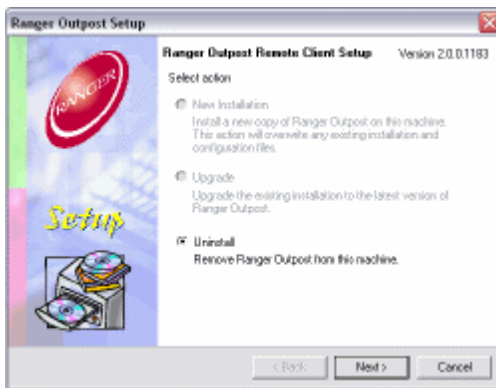 Ranger Outpost Setup
Ranger Outpost Remote Client Setup Version 2.0.0.1183
Select action
RANGER
New Installation
Install a new copy of Ranger Outpost on this machine.
This action will overwrite any existing installation and
configuration files.
Upgrade
Upgrade the existing installation to the latest version of
Ranger Outpost.
Setup
Uninstall
Remove Ranger Outpost from this machine.
< Back
Next >
Cancel